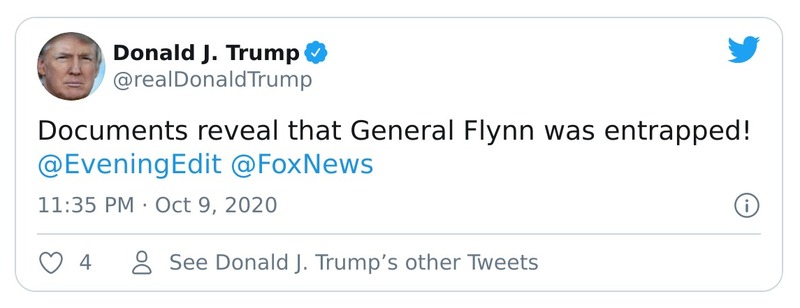 Donald J. Trump
@realDonaldTrump
Documents reveal that General Flynn was entrapped!
@EveningEdit @FoxNews
11:35 PM · Oct 9, 2020
4
See Donald J. Trump’s other Tweets